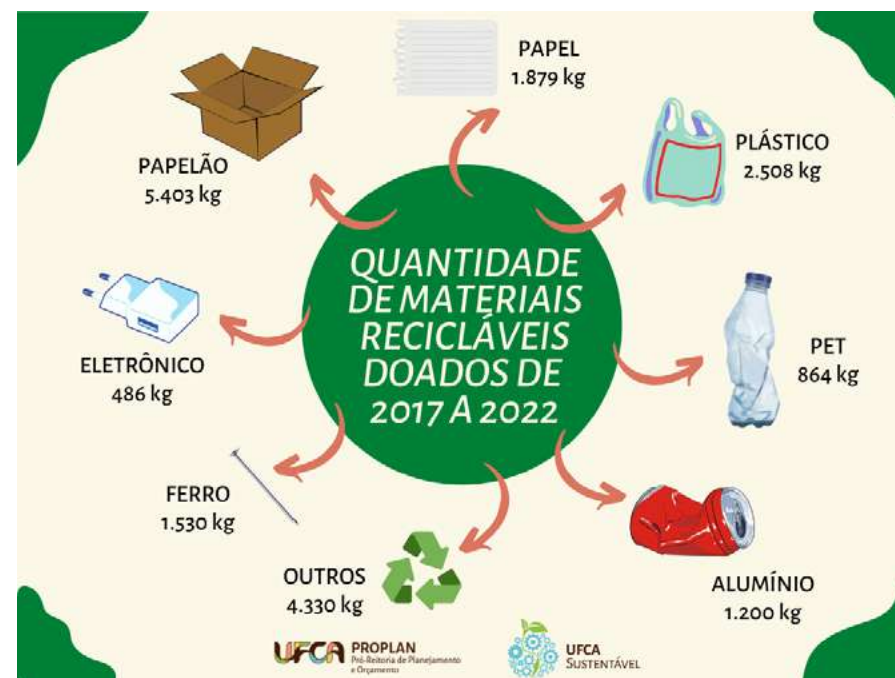 PAPEL
1.879 kg
PLÁSTICO
2.508 kg
PAPELÃO
5.403 kg
QUANTIDADE
DE MATERIAIS
RECICLÁVEIS
DOADOS DE
2017 A 2022
PET
864 kg
ELETRÔNICO
486 kg
FERRO
1.530 kg
OUTROS
4.330 kg
ALUMÍNIO
1.200 kg
UFCA
PROPLAN
Pró-Reitoria de Planejamento
e Orçamento
UFCA
SUSTENTÁVEL